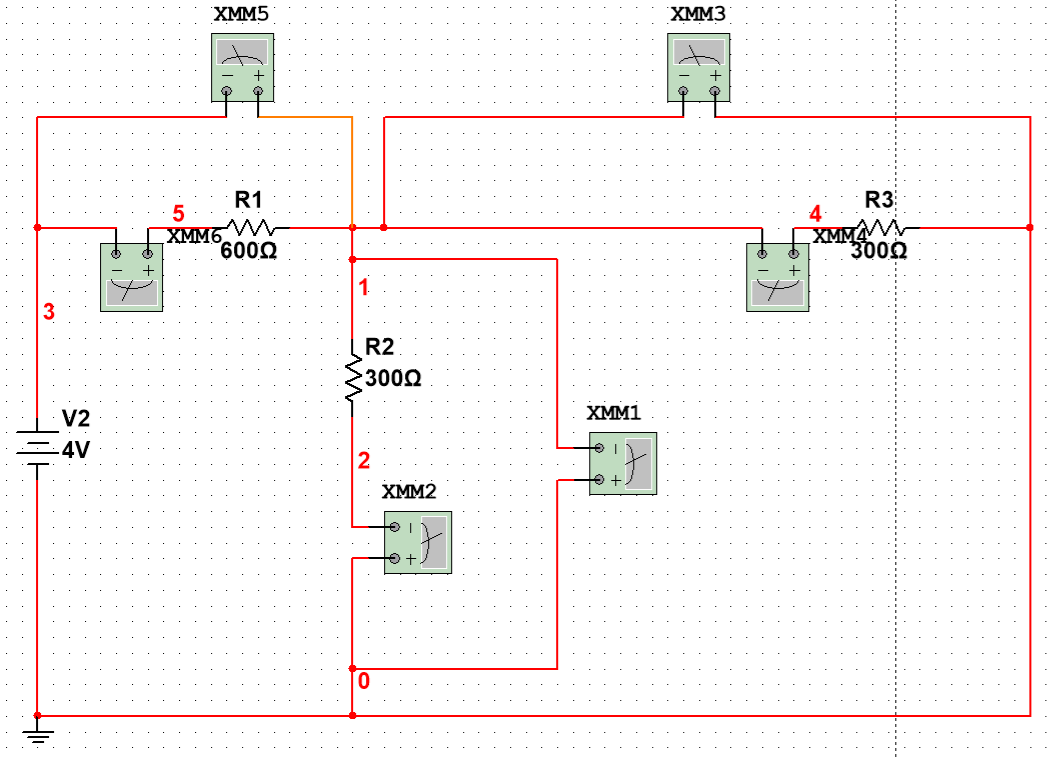 XMM5
XMM3
− +
− +
R1
R3
5
4
XMM6
600Ω
XMM4
300Ω
− +
− +
1
3
R2
300Ω
V2
4V
XMM1
−
+
2
XMM2
−
+
0